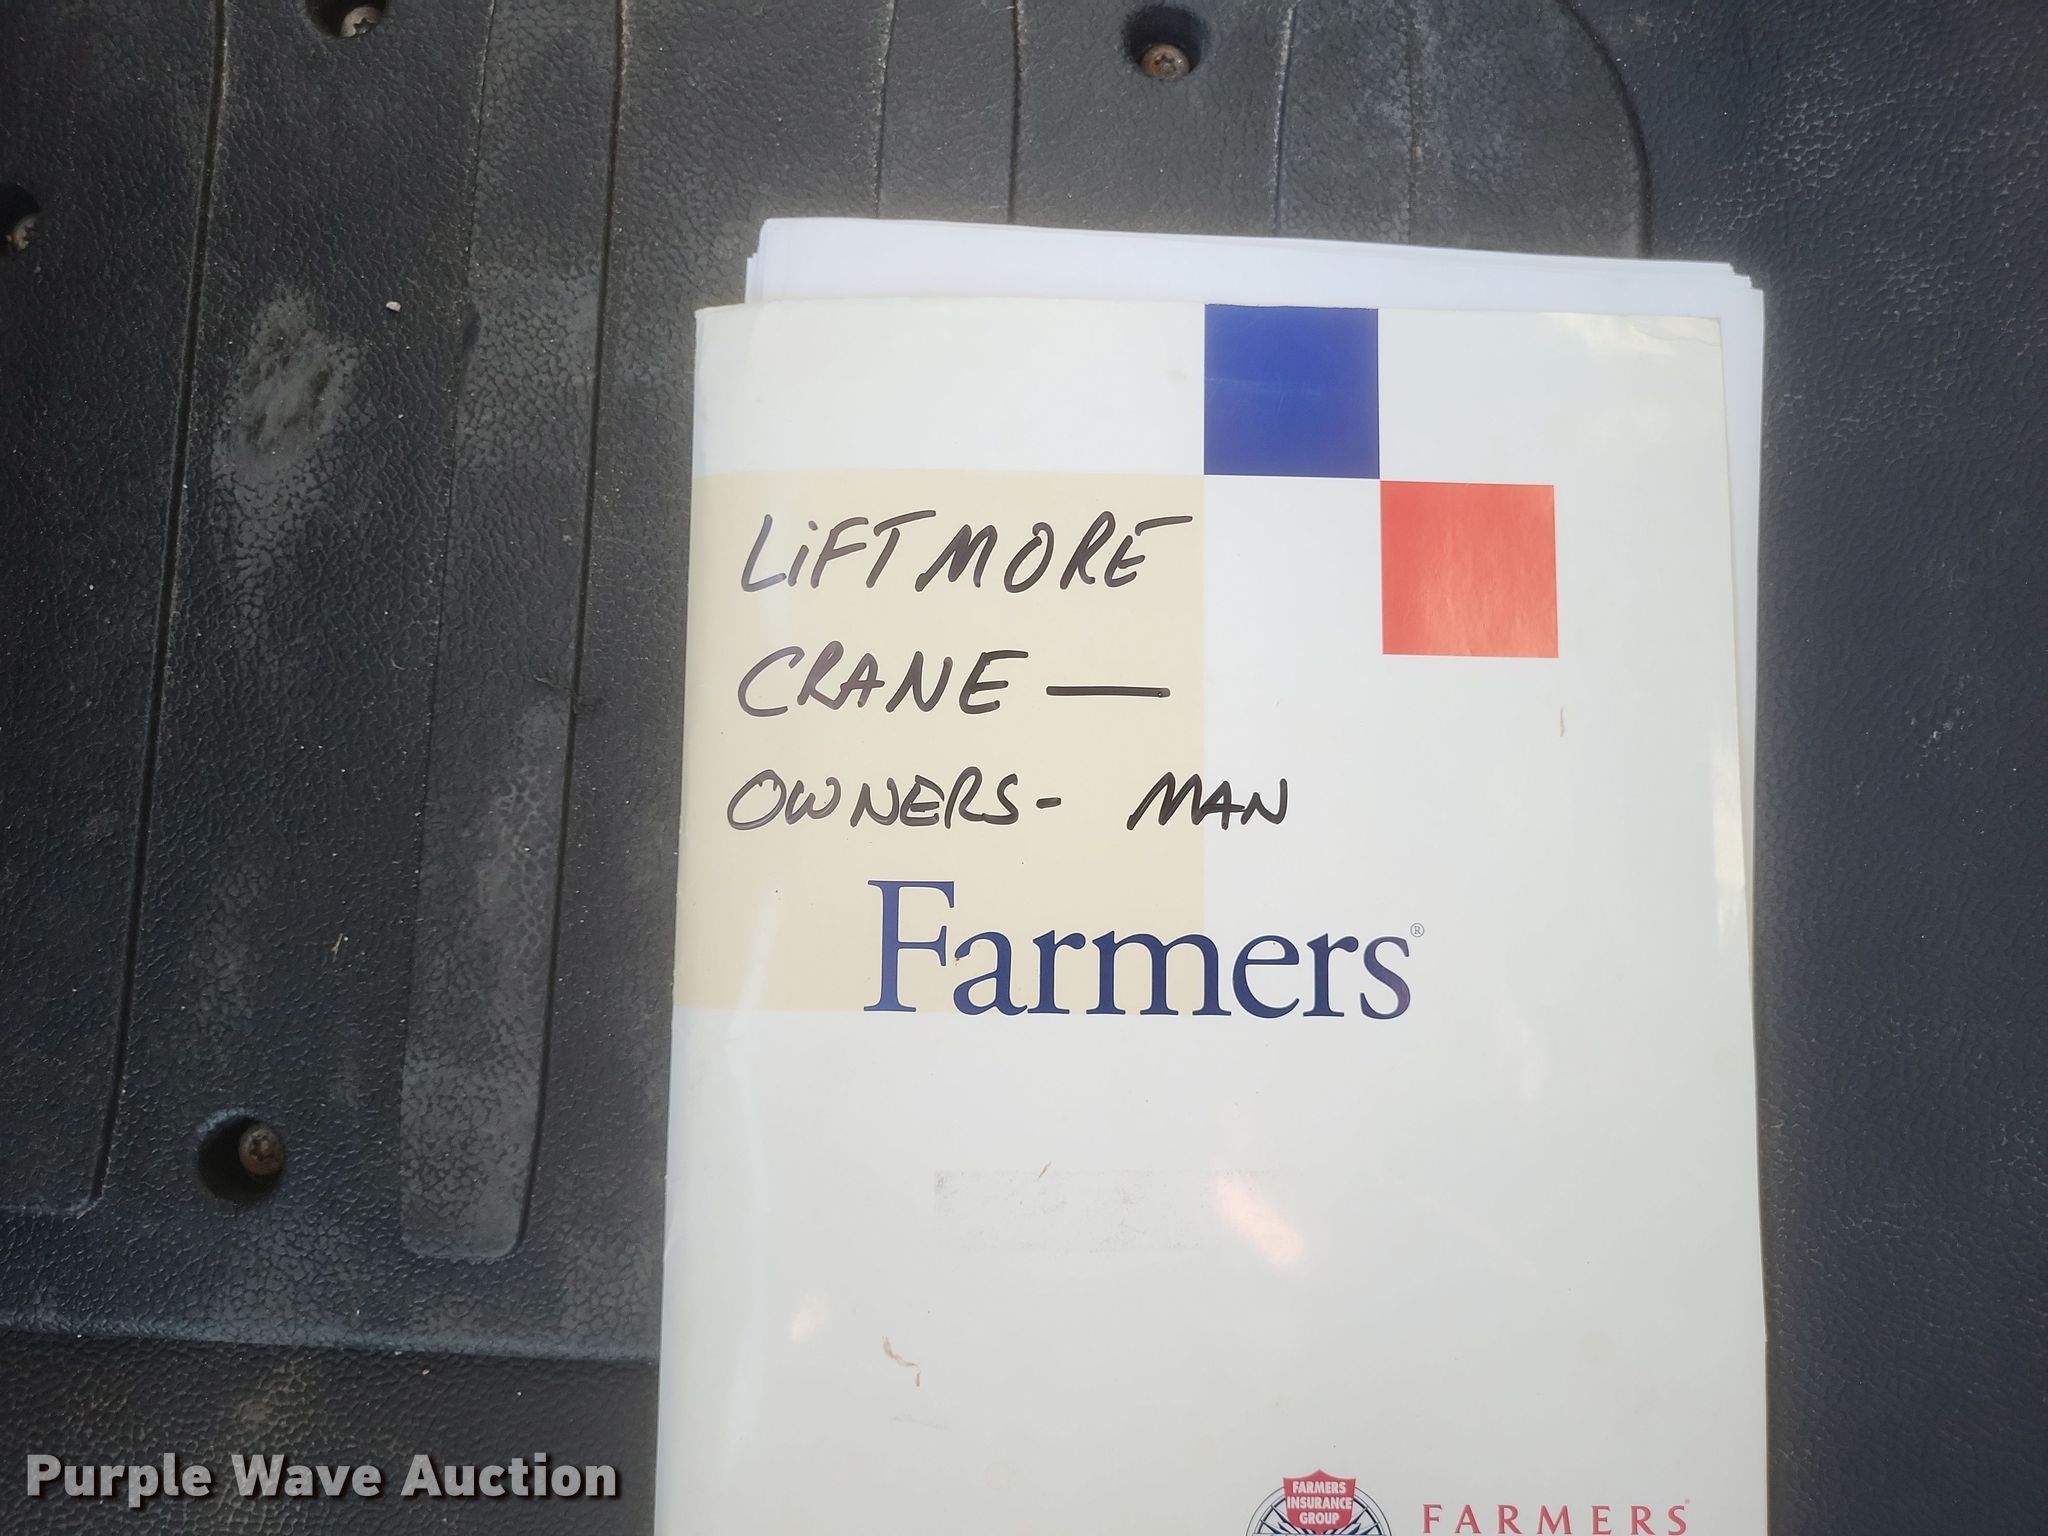 LiFTMORE
CRANE —
OWNERS- MAN
Farmers®
FARMERS
INSURANCE
GROUP
FARMERS®
Purple Wave Auction